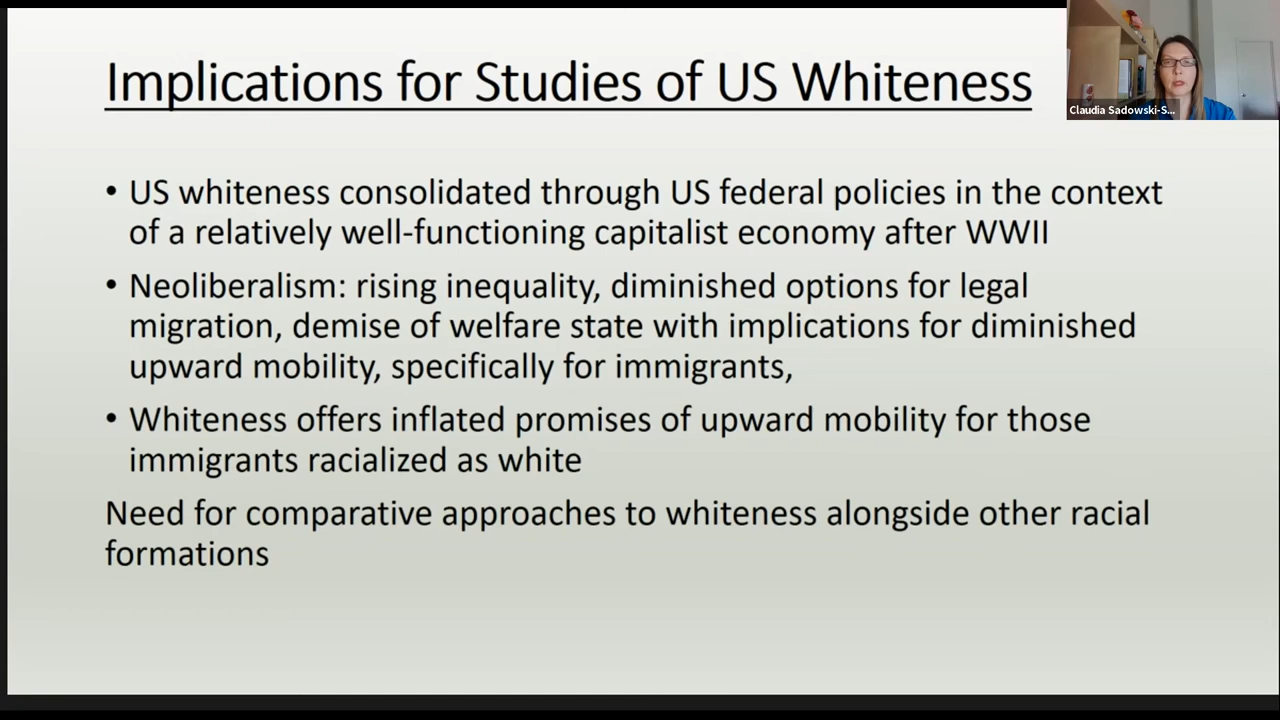 Implications for Studies of US Whiteness
Claudia Sadowski-S...
• US whiteness consolidated through US federal policies in the context
of a relatively well-functioning capitalist economy after WWII
• Neoliberalism: rising inequality, diminished options for legal
migration, demise of welfare state with implications for diminished
upward mobility, specifically for immigrants,
• Whiteness offers inflated promises of upward mobility for those
immigrants racialized as white
Need for comparative approaches to whiteness alongside other racial
formations